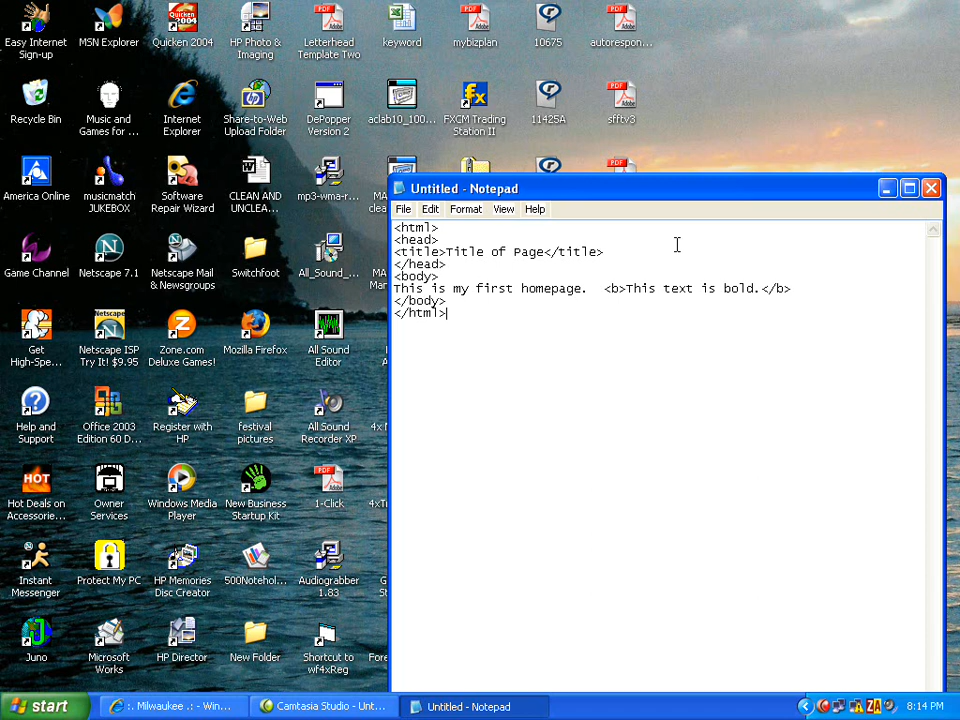 Easy Internet
Sign-up
MSN Explorer
Quicken 2004
HP Photo &
Imaging
Letterhead
Template Two
keyword
mybizplan
10675
autorespon...
Recycle Bin
Music and
Games for ...
Internet
Explorer
Share-to-Web
Upload Folder
DePopper
Version 2
aclab10_100...
FXCM Trading
Station II
11425A
sfftv3
America Online
musicmatch
JUKEBOX
Software
Repair Wizard
CLEAN AND
UNCLEA...
mp3-wma-r...
Untitled - Notepad
File Edit Format View Help
<html>
<head>
<title>Title of Page</title>
</head>
<body>
This is my first homepage.  <b>This text is bold.</b>
</body>
</html>
Game Channel
Netscape 7.1
Netscape Mail
& Newsgroups
Switchfoot
All_Sound_...
Get
High-Spe...
Netscape ISP
Try It! $9.95
Zone.com
Deluxe Games!
Mozilla Firefox
All Sound
Editor
Help and
Support
Office 2003
Edition 60 D...
Register with
HP
festival
pictures
All Sound
Recorder XP
Hot Deals on
Accessorie...
Owner
Services
Windows Media
Player
New Business
Startup Kit
1-Click
Instant
Messenger
Protect My PC
HP Memories
Disc Creator
500Notehol...
Audiograbber
1.83
Juno
Microsoft
Works
HP Director
New Folder
Shortcut to
wf4xReg
start
:. Milwaukee .: - Win...
Camtasia Studio - Unt...
Untitled - Notepad
8:14 PM